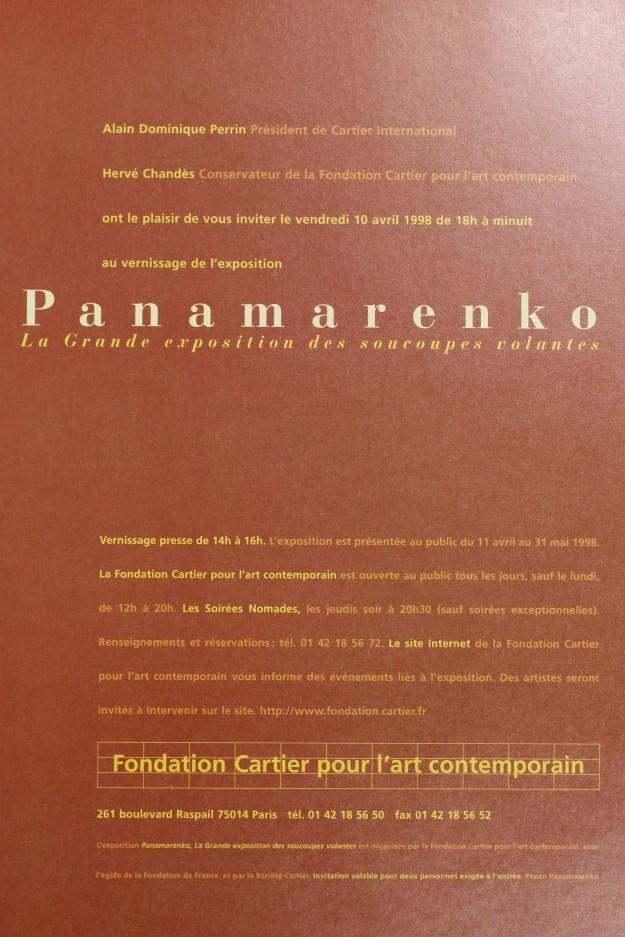 Alain Dominique Perrin Président de Cartier International
Hervé Chandès Conservateur de la Fondation Cartier pour l'art contemporain
ont le plaisir de vous inviter le vendredi 10 avril 1998 de 18h à minuit
au vernissage de l'exposition
Panamarenko
La Grande exposition des soucoupes volantes
Vernissage presse de 14h à 16h. L'exposition est présentée au public du 11 avril au 31 mai 1998.
La Fondation Cartier pour l'art contemporain est ouverte au public tous les jours, sauf le lundi,
de 12h à 20h. Les Soirées Nomades, les jeudis soir à 20h30 (sauf soirées exceptionnelles).
Renseignements et réservations: tél. 01 42 18 56 72. Le site Internet de la Fondation Cartier
pour l'art contemporain vous informe des événements liés à l'exposition. Des artistes seront
invités à intervenir sur le site. http://www.fondation.cartier.fr
Fondation Cartier pour l'art contemporain
261 boulevard Raspail 75014 Paris tél. 01 42 18 56 50 fax 01 42 18 56 52
L'exposition Panamarenko, La Grande exposition des soucoupes volantes est organisée par la Fondation Cartier pour l'art contemporain, sous
l'égide de la Fondation de France, et par la Société Cartier. Invitation valable pour deux personnes exigée à l'entrée. Photo Panamarenko